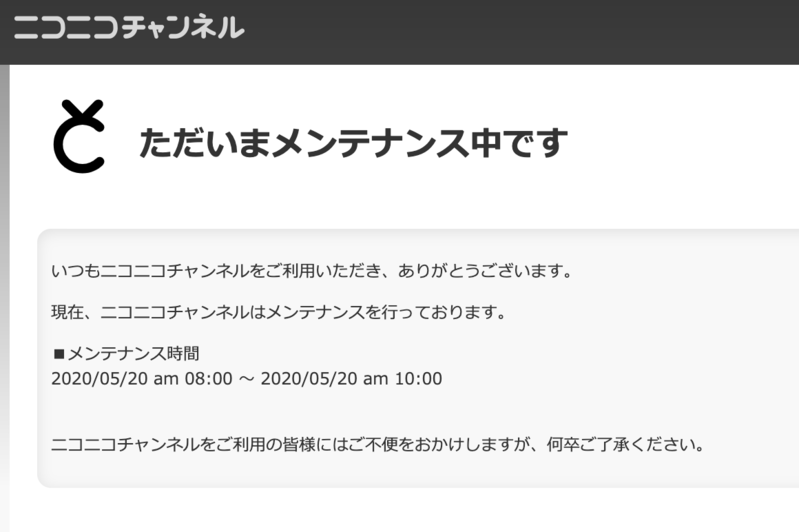 ニコニコチャンネル
ただいまメンテナンス中です
いつもニコニコチャンネルをご利用いただき、ありがとうございます。
現在、ニコニコチャンネルはメンテナンスを行っております。
■メンテナンス時間
2020/05/20 am 08:00 ～ 2020/05/20 am 10:00
ニコニコチャンネルをご利用の皆様にはご不便をおかけしますが、何卒ご了承ください。